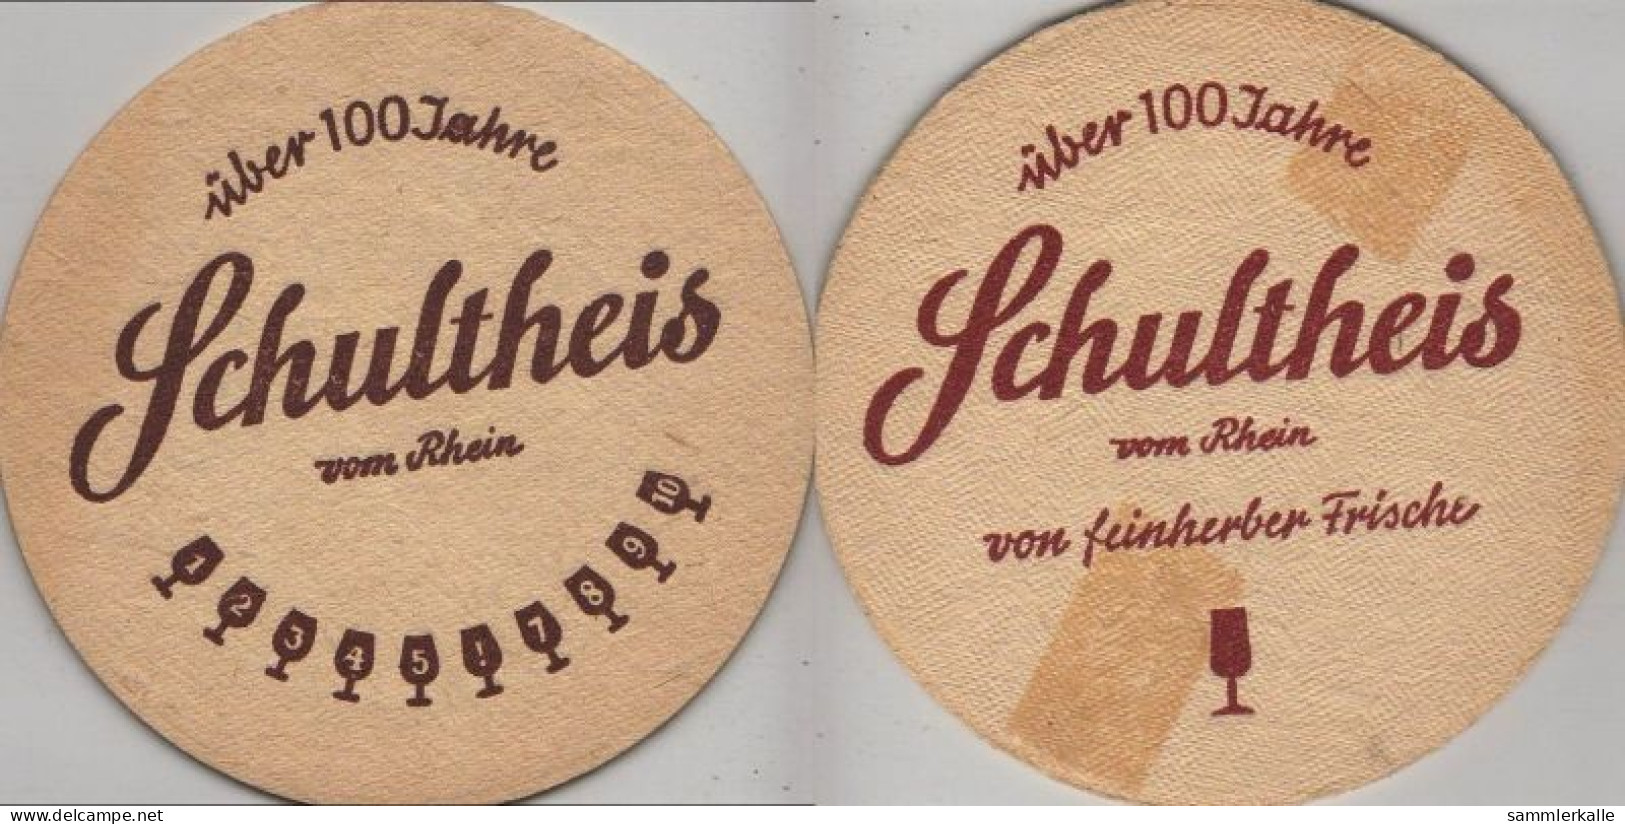 über 100 Jahre
Schultheis
vom Rhein
1 2 3 4 5 ! 7 8 9 10
über 100 Jahre
Schultheis
vom Rhein
von feinherber Frische
www.delcampe.net
sammlerkalle